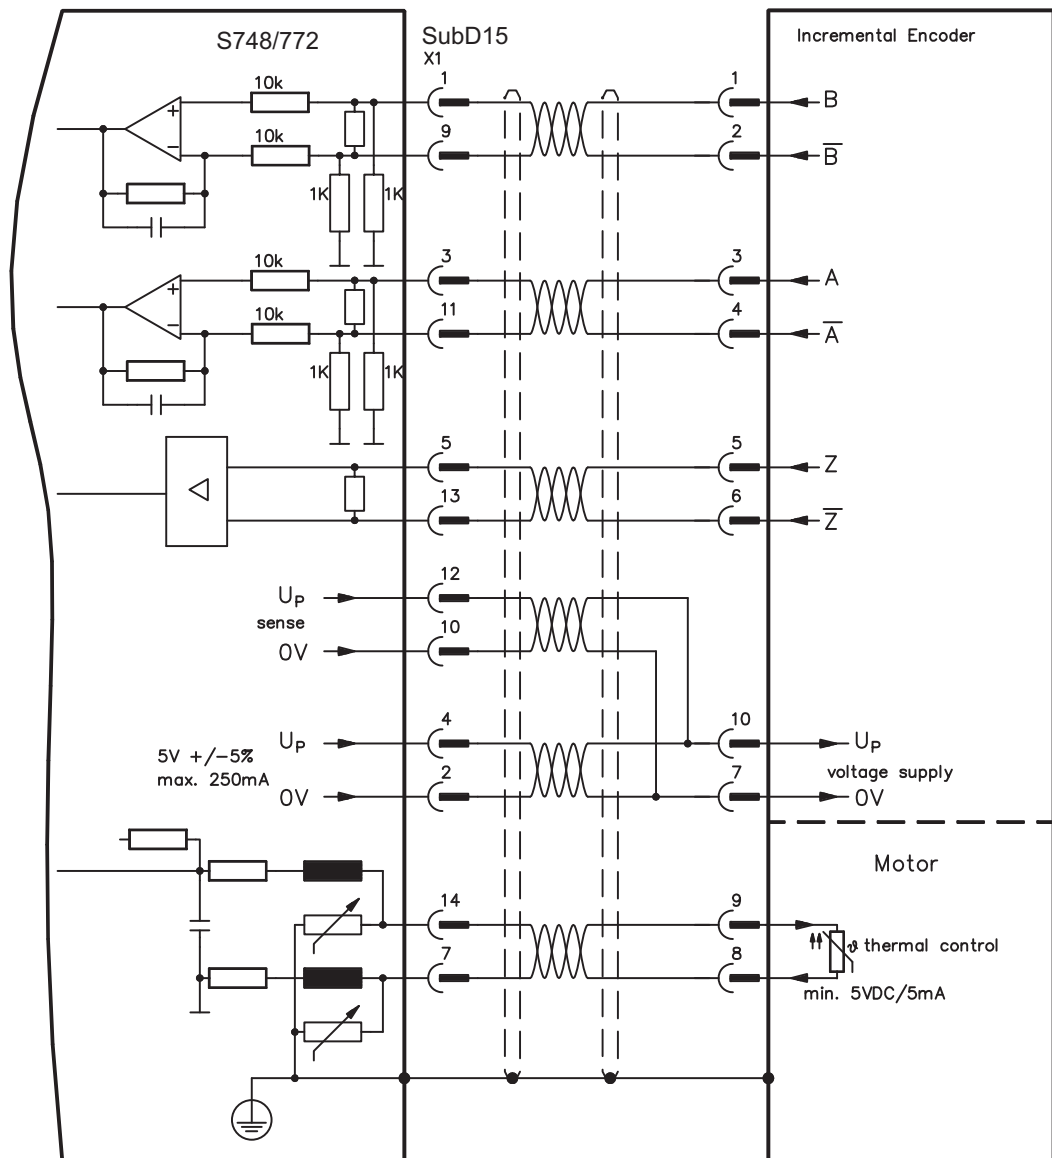 S748/772
SubD15
X1
Incremental Encoder
10k
1
1
B
10k
9
2
B̅
1K
1K
10k
3
3
A
10k
11
4
A̅
1K
1K
5
5
Z
13
6
Z̅
12
UP
sense
10
0V
4
10
UP
UP
5V +/-5%
max. 250mA
voltage supply
2
7
0V
0V
Motor
14
9
thermal control
7
8
min. 5VDC/5mA